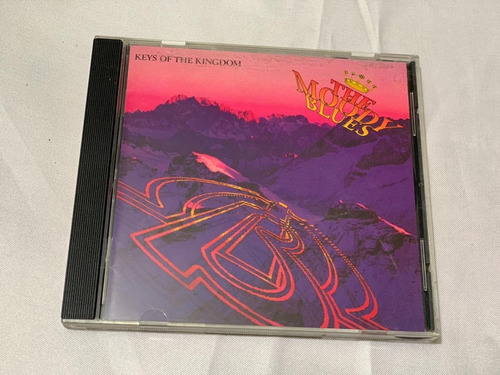 KEYS OF THE KINGDOM
THE
MOODY
BLUES